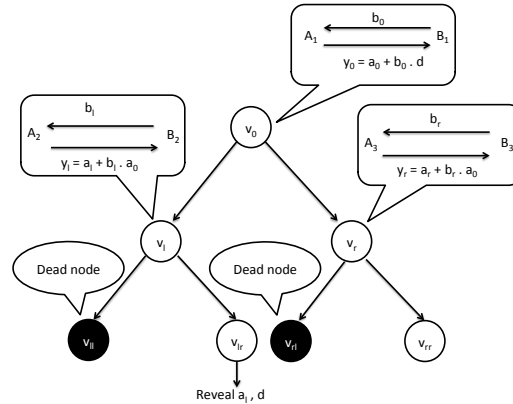 b₀
A₁ B₁
y₀ = a₀ + b₀ . d
v₀
bₗ
A₂ B₂
yₗ = aₗ + bₗ . a₀
bᵣ
A₃ B₃
yᵣ = aᵣ + bᵣ . a₀
vₗ
vᵣ
Dead node
Dead node
vₗₗ
vₗᵣ
vᵣₗ
vᵣᵣ
Reveal aₗ , d